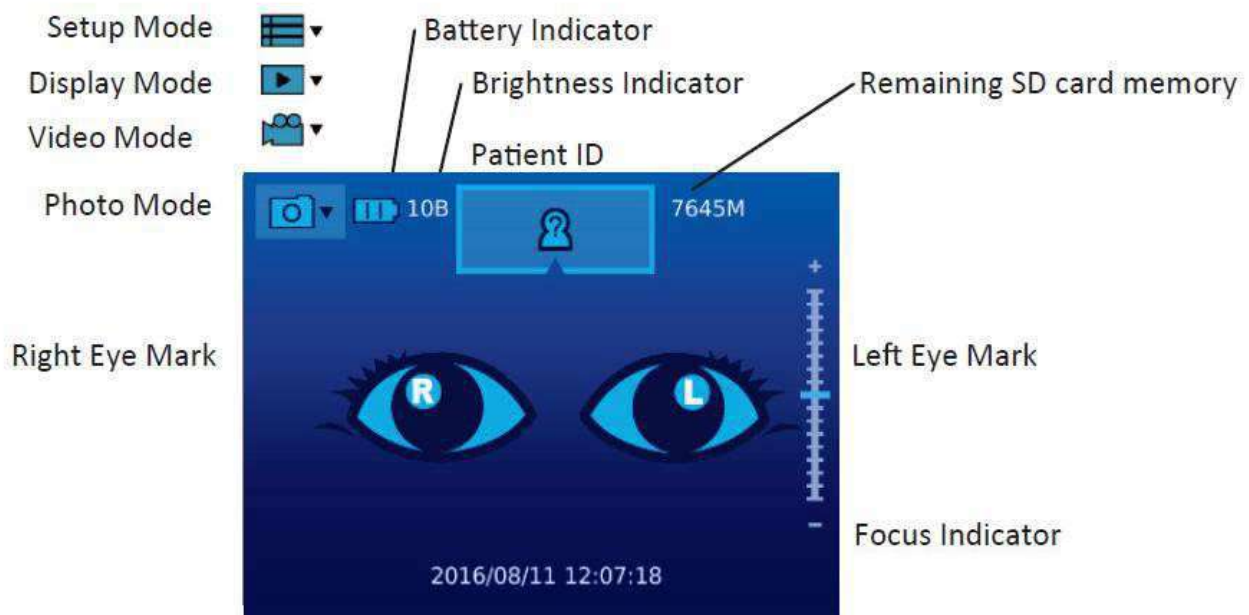 Setup Mode
Battery Indicator
Display Mode
Brightness Indicator
Remaining SD card memory
Video Mode
Patient ID
Photo Mode
10B
?
7645M
+
Right Eye Mark
Left Eye Mark
R
L
–
Focus Indicator
2016/08/11 12:07:18